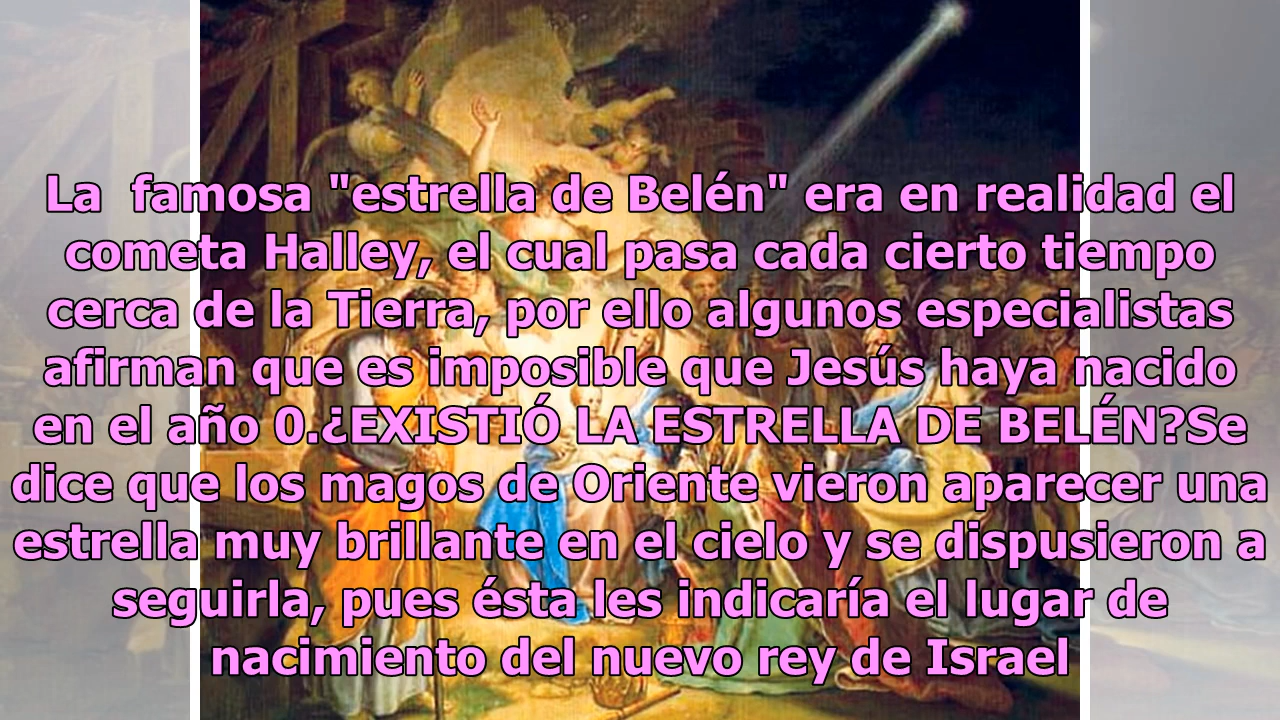 La  famosa "estrella de Belén" era en realidad el
cometa Halley, el cual pasa cada cierto tiempo
cerca de la Tierra, por ello algunos especialistas
afirman que es imposible que Jesús haya nacido
en el año 0.¿EXISTIÓ LA ESTRELLA DE BELÉN?Se
dice que los magos de Oriente vieron aparecer una
estrella muy brillante en el cielo y se dispusieron a
seguirla, pues ésta les indicaría el lugar de
nacimiento del nuevo rey de Israel